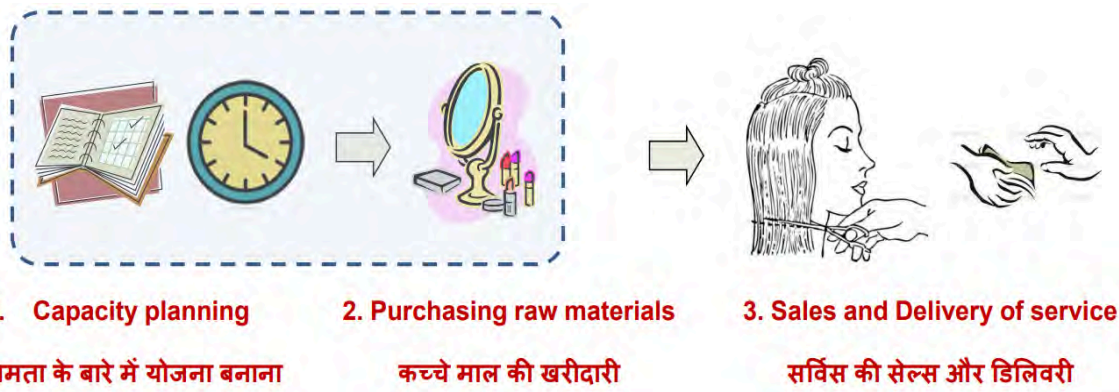 . Capacity planning
2. Purchasing raw materials
3. Sales and Delivery of service
के बारे में योजना बनाना
कच्चे माल की खरीदारी
सर्विस की सेल्स और डिलिवरी